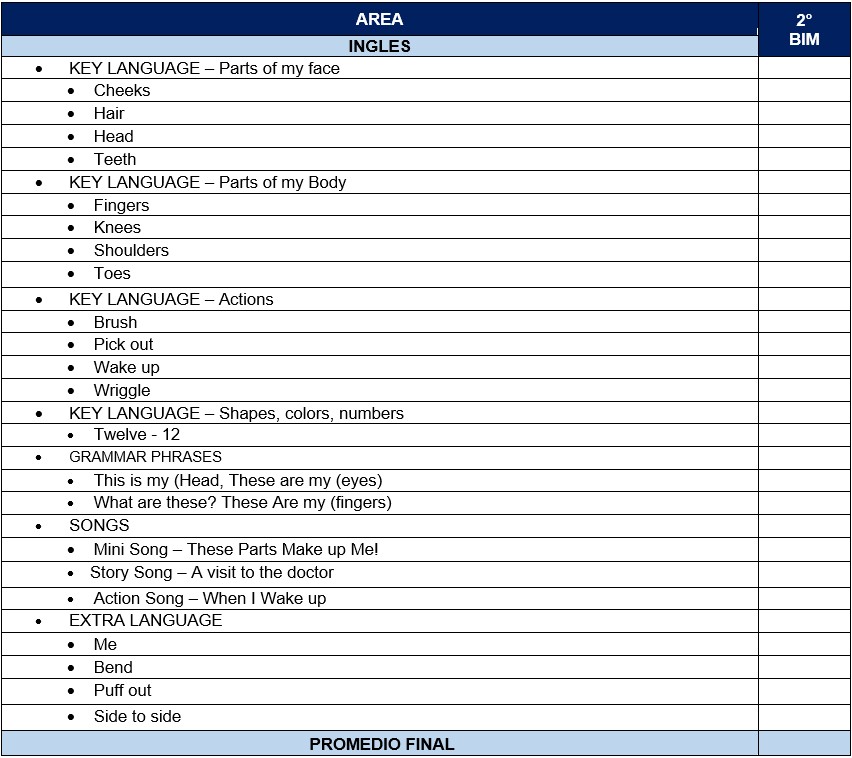 AREA
2º
BIM
INGLES
• KEY LANGUAGE – Parts of my face
• Cheeks
• Hair
• Head
• Teeth
• KEY LANGUAGE – Parts of my Body
• Fingers
• Knees
• Shoulders
• Toes
• KEY LANGUAGE – Actions
• Brush
• Pick out
• Wake up
• Wriggle
• KEY LANGUAGE – Shapes, colors, numbers
• Twelve - 12
• GRAMMAR PHRASES
• This is my (Head, These are my (eyes)
• What are these? These Are my (fingers)
• SONGS
• Mini Song – These Parts Make up Me!
• Story Song – A visit to the doctor
• Action Song – When I Wake up
• EXTRA LANGUAGE
• Me
• Bend
• Puff out
• Side to side
PROMEDIO FINAL